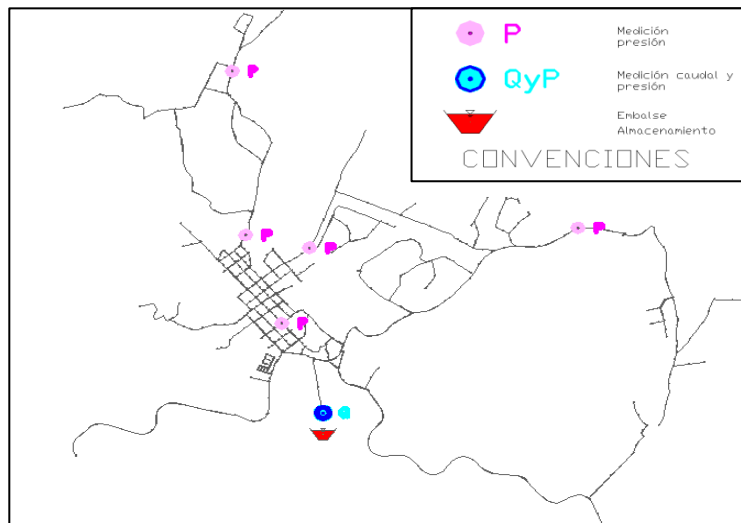 P
Medición
presión
QyP
Medición caudal y
presión
Embalse
Almacenamiento
CONVENCIONES
P
P
P
P
P
Q